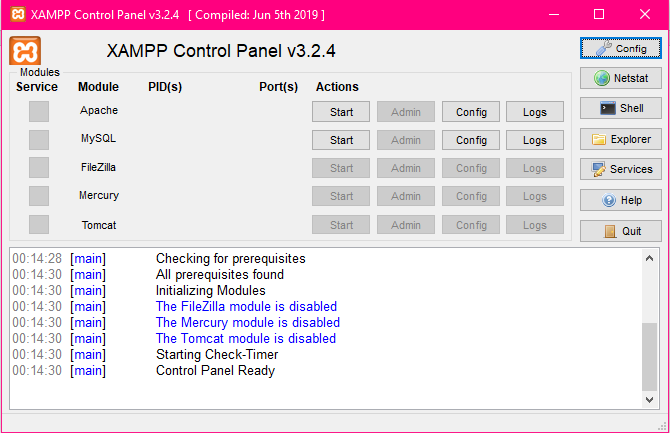 XAMPP Control Panel v3.2.4 [ Compiled: Jun 5th 2019 ]
XAMPP Control Panel v3.2.4
Config
Modules
Service Module PID(s) Port(s) Actions
Netstat
Apache Start Admin Config Logs
Shell
MySQL Start Admin Config Logs
Explorer
FileZilla Start Admin Config Logs
Services
Mercury Start Admin Config Logs
Help
Tomcat Start Admin Config Logs
Quit
00:14:28 [main] Checking for prerequisites
00:14:30 [main] All prerequisites found
00:14:30 [main] Initializing Modules
00:14:30 [main] The FileZilla module is disabled
00:14:30 [main] The Mercury module is disabled
00:14:30 [main] The Tomcat module is disabled
00:14:30 [main] Starting Check-Timer
00:14:30 [main] Control Panel Ready